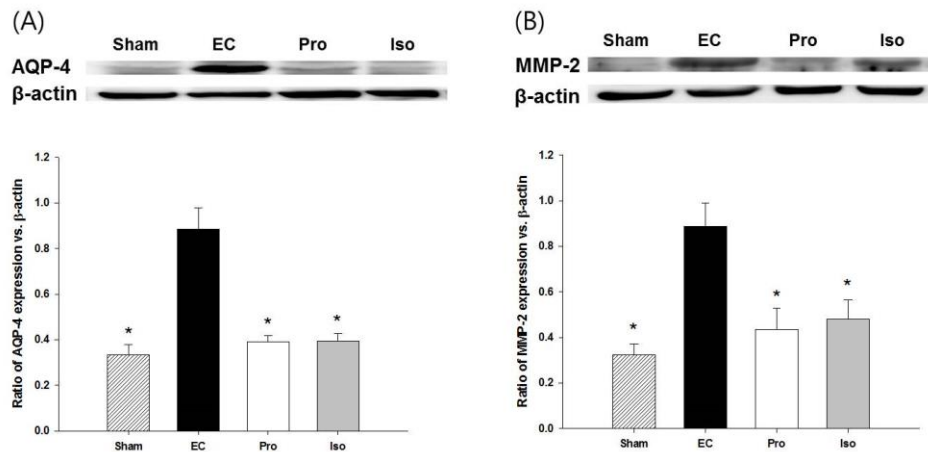 (A)
Sham EC Pro Iso
AQP-4
β-actin
Ratio of AQP-4 expression vs. β-actin
1.2
1.0
0.8
0.6
0.4
0.2
0.0
*
*
*
Sham EC Pro Iso
(B)
Sham EC Pro Iso
MMP-2
β-actin
Ratio of MMP-2 expression vs. β-actin
1.2
1.0
0.8
0.6
0.4
0.2
0.0
*
*
*
Sham EC Pro Iso